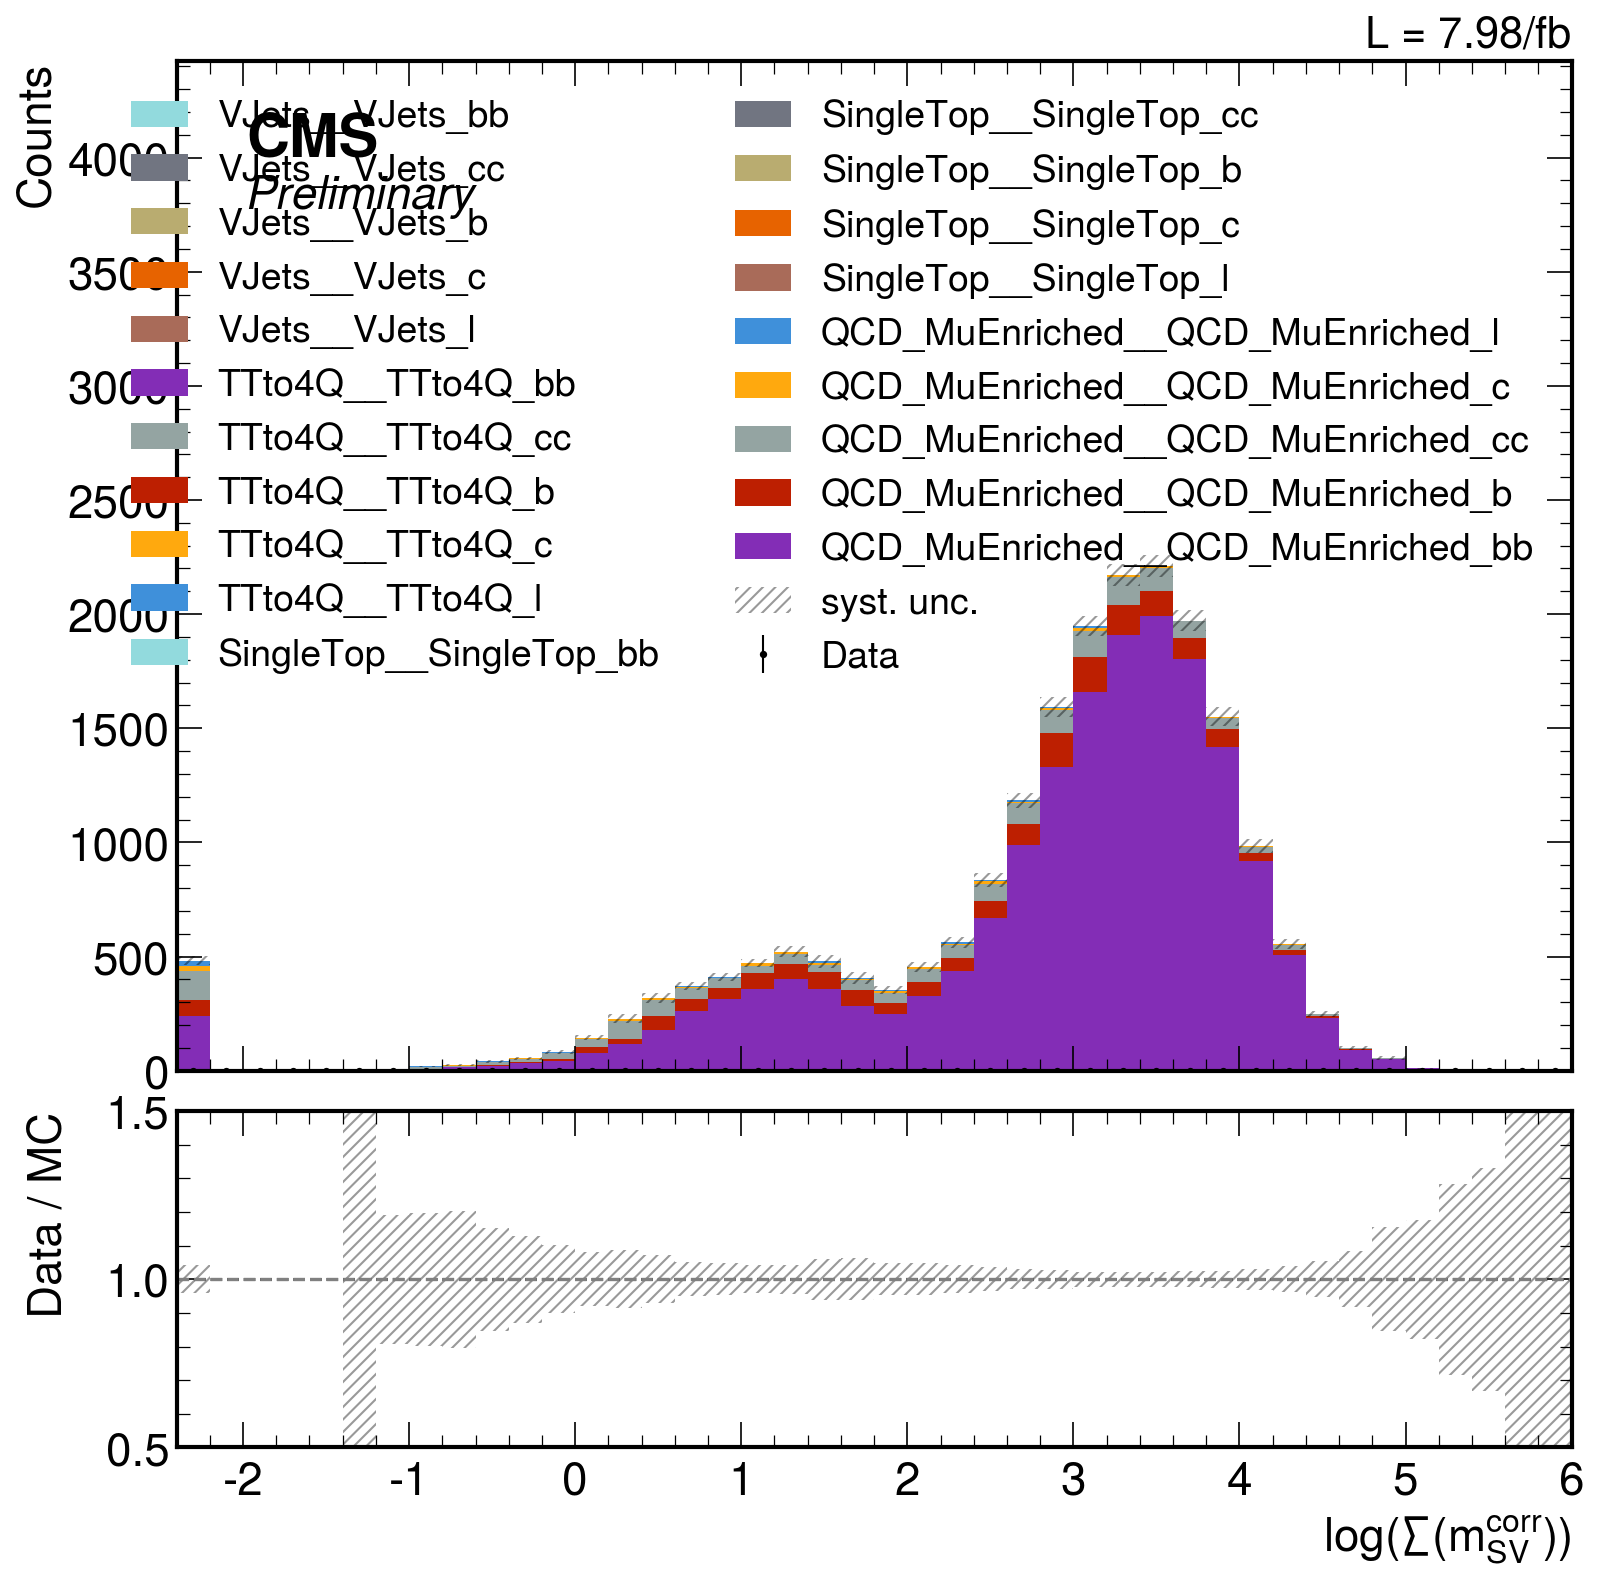 L = 7.98/fb
Counts
CMS
Preliminary
VJets__VJets_bb
VJets__VJets_cc
VJets__VJets_b
VJets__VJets_c
VJets__VJets_l
TTto4Q__TTto4Q_bb
TTto4Q__TTto4Q_cc
TTto4Q__TTto4Q_b
TTto4Q__TTto4Q_c
TTto4Q__TTto4Q_l
SingleTop__SingleTop_bb
SingleTop__SingleTop_cc
SingleTop__SingleTop_b
SingleTop__SingleTop_c
SingleTop__SingleTop_l
QCD_MuEnriched__QCD_MuEnriched_l
QCD_MuEnriched__QCD_MuEnriched_c
QCD_MuEnriched__QCD_MuEnriched_cc
QCD_MuEnriched__QCD_MuEnriched_b
QCD_MuEnriched__QCD_MuEnriched_bb
syst. unc.
Data
4000
3500
3000
2500
2000
1500
1000
500
0
Data / MC
1.5
1.0
0.5
-2 -1 0 1 2 3 4 5 6
log(∑(m_SV^corr))